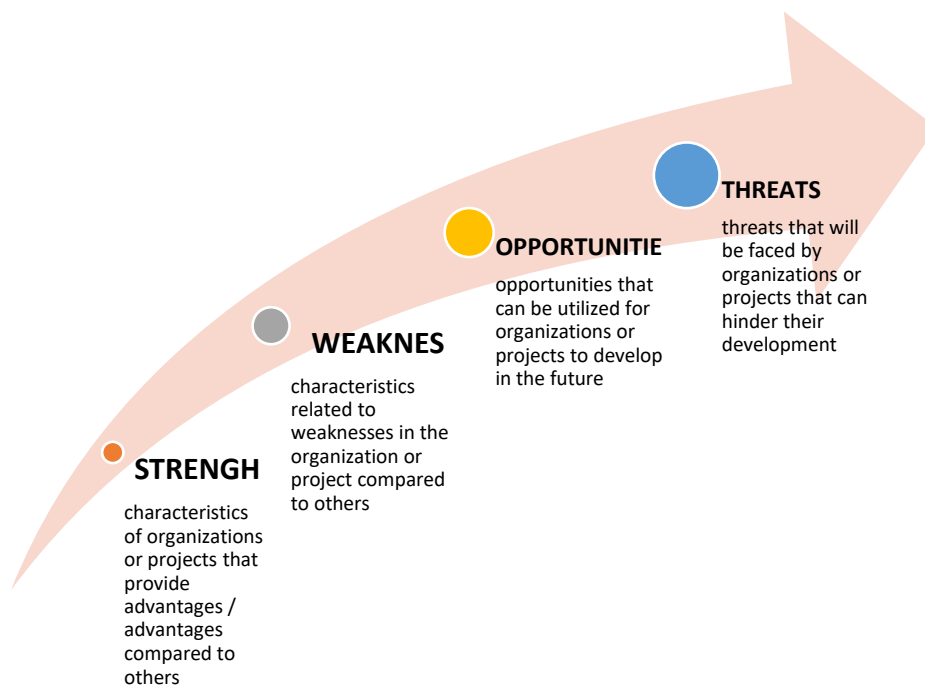 STRENGH
characteristics
of organizations
or projects that
provide
advantages /
advantages
compared to
others
WEAKNES
characteristics
related to
weaknesses in the
organization or
project compared
to others
OPPORTUNITIE
opportunities that
can be utilized for
organizations or
projects to develop
in the future
THREATS
threats that will
be faced by
organizations or
projects that can
hinder their
development